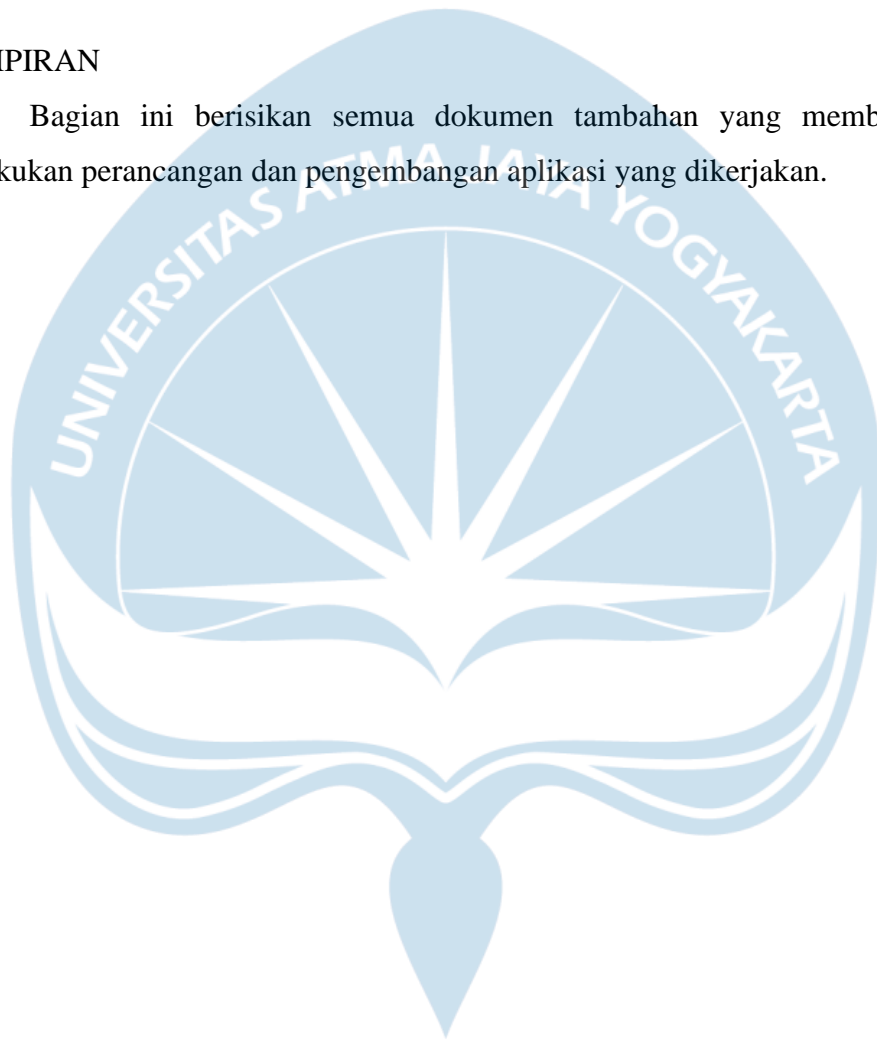 IPIRAN
Bagian ini berisikan semua dokumen tambahan yang memb
kukan perancangan dan pengembangan aplikasi yang dikerjakan.
UNIVERSITAS ATMA JAYA YOGYAKARTA